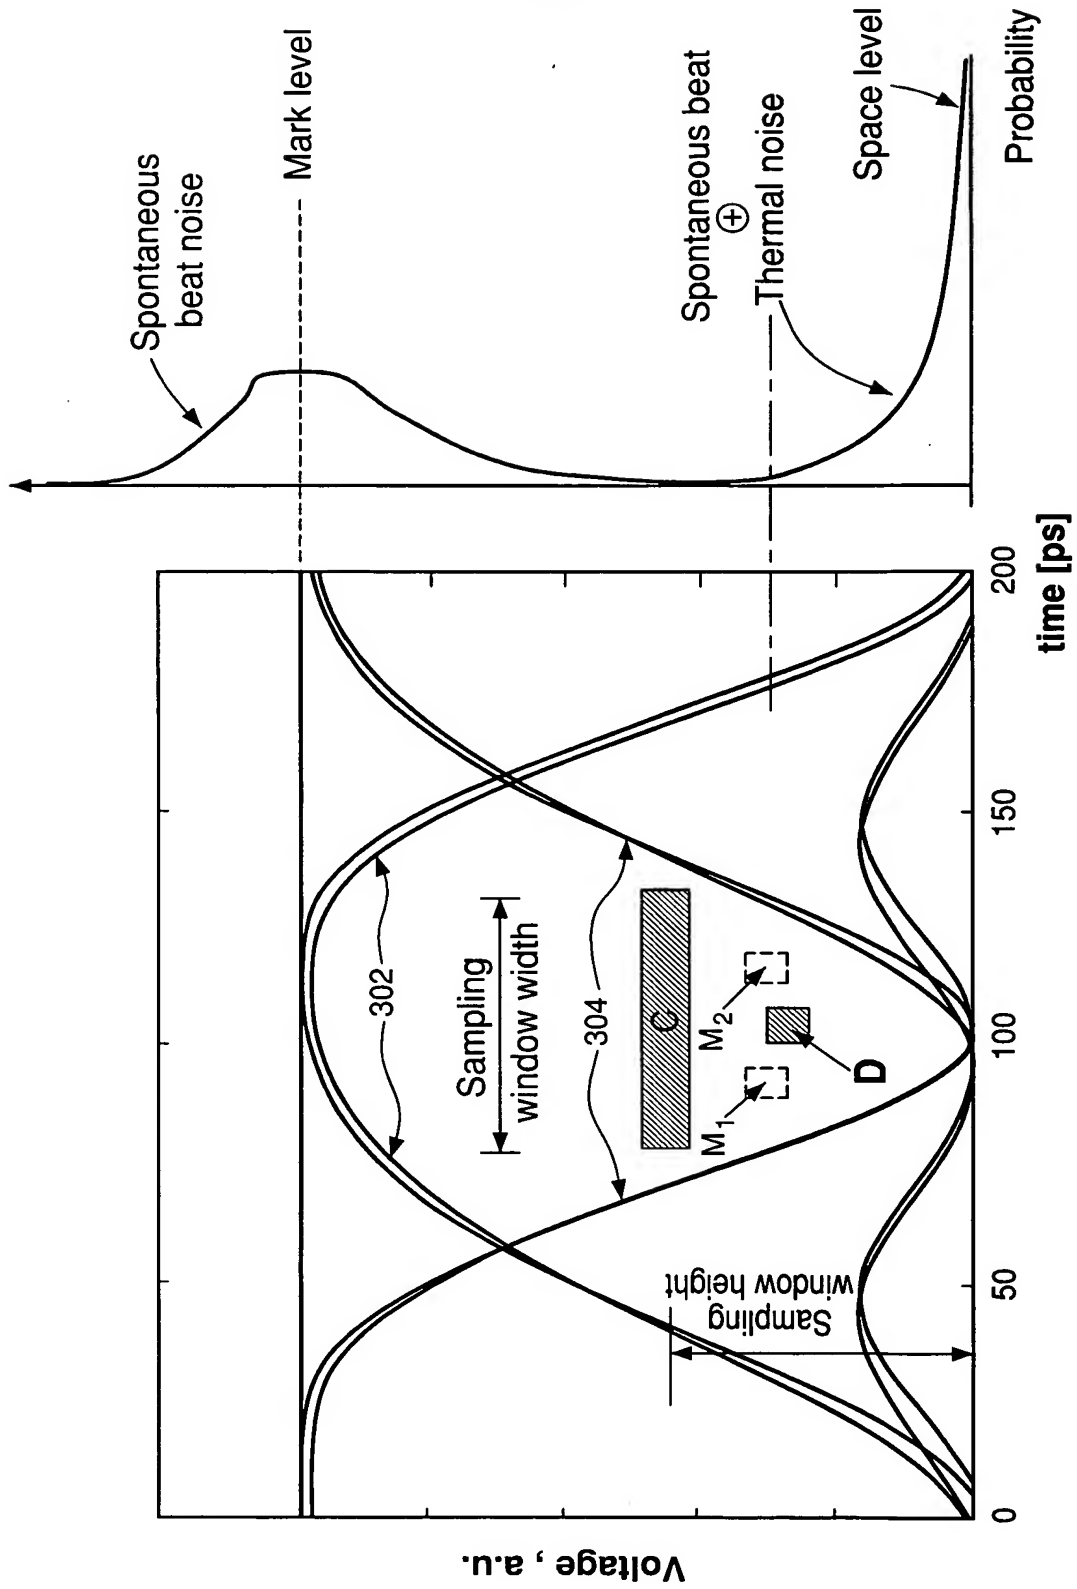 Spontaneous
beat noise
Mark level
Spontaneous beat
⊕
Thermal noise
Space level
Probability
302
Sampling
window width
304
C
M1
M2
D
Sampling
window height
Voltage , a.u.
0
50
100
150
200
time [ps]